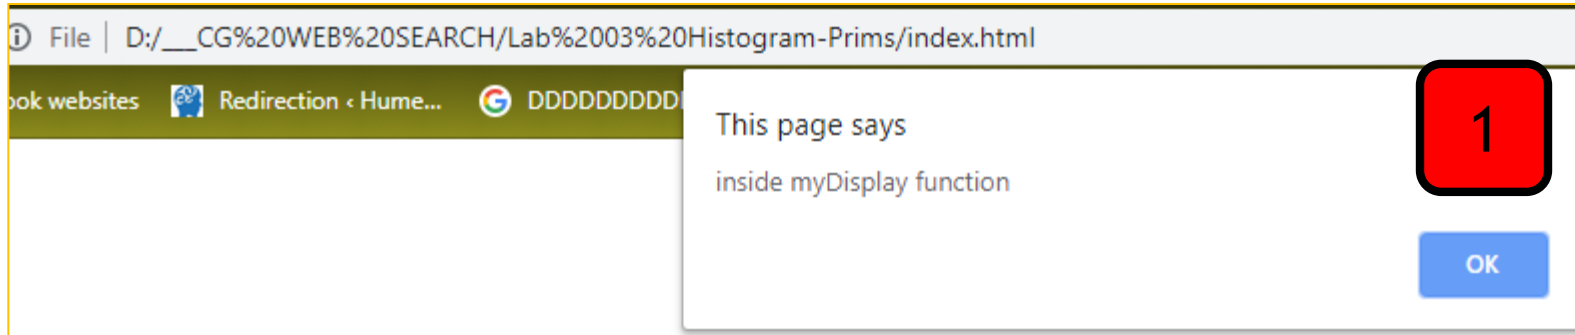 File | D:/___CG%20WEB%20SEARCH/Lab%2003%20Histogram-Prims/index.html
ook websites Redirection ‹ Hume... DDDDDDDDD
This page says
1
inside myDisplay function
OK